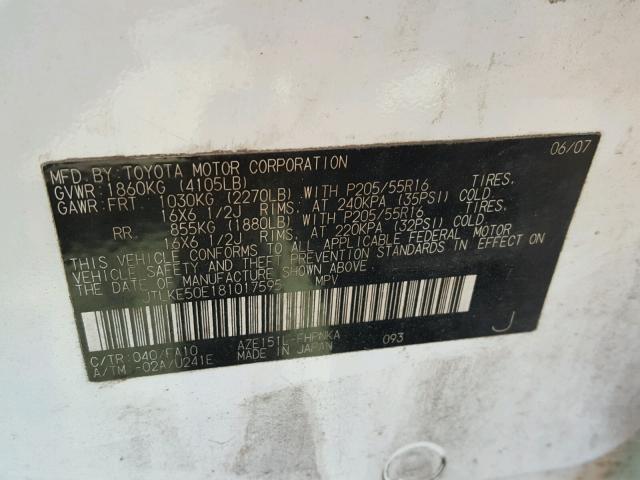 MFD. BY: TOYOTA MOTOR CORPORATION 06/07
GVWR: 1860KG (4105LB)
GAWR: FRT 1030KG (2270LB) WITH P205/55R16 TIRES,
16X6 1/2J RIMS, AT 240KPA (35PSI) COLD.
RR 855KG (1880LB) WITH P205/55R16 TIRES,
16X6 1/2J RIMS, AT 220KPA (32PSI) COLD.
THIS VEHICLE CONFORMS TO ALL APPLICABLE FEDERAL MOTOR
VEHICLE SAFETY AND THEFT PREVENTION STANDARDS IN EFFECT ON
THE DATE OF MANUFACTURE SHOWN ABOVE.
JTLKE50E181017595 MPV
C/TR: 040/FA10 AZE151L-FHPNKA 093 J
A/TM: -02A/U241E MADE IN JAPAN